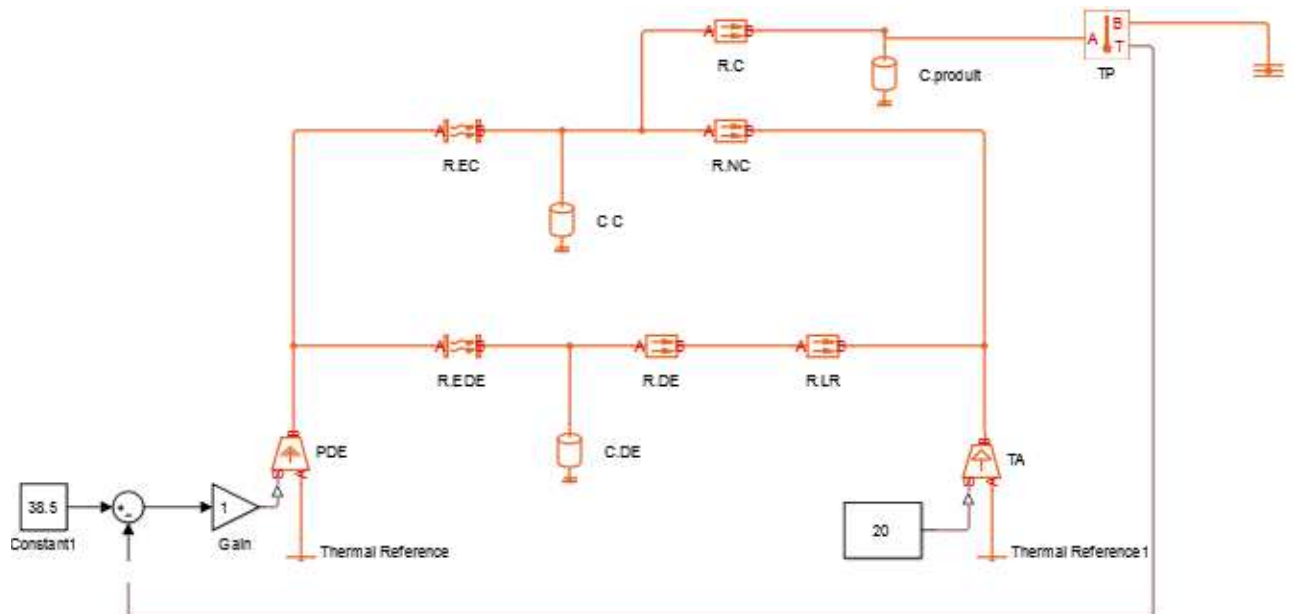 A B
R.C
C.produit
A
B
T
TP
A B
R.EC
A B
R.NC
C C
A B
R.EDE
A B
R.DE
A B
R.LR
C.DE
B
PDE
S A
B
TA
S A
38.5
Constant1
+
-
1
Gain
Thermal Reference
20
Thermal Reference1